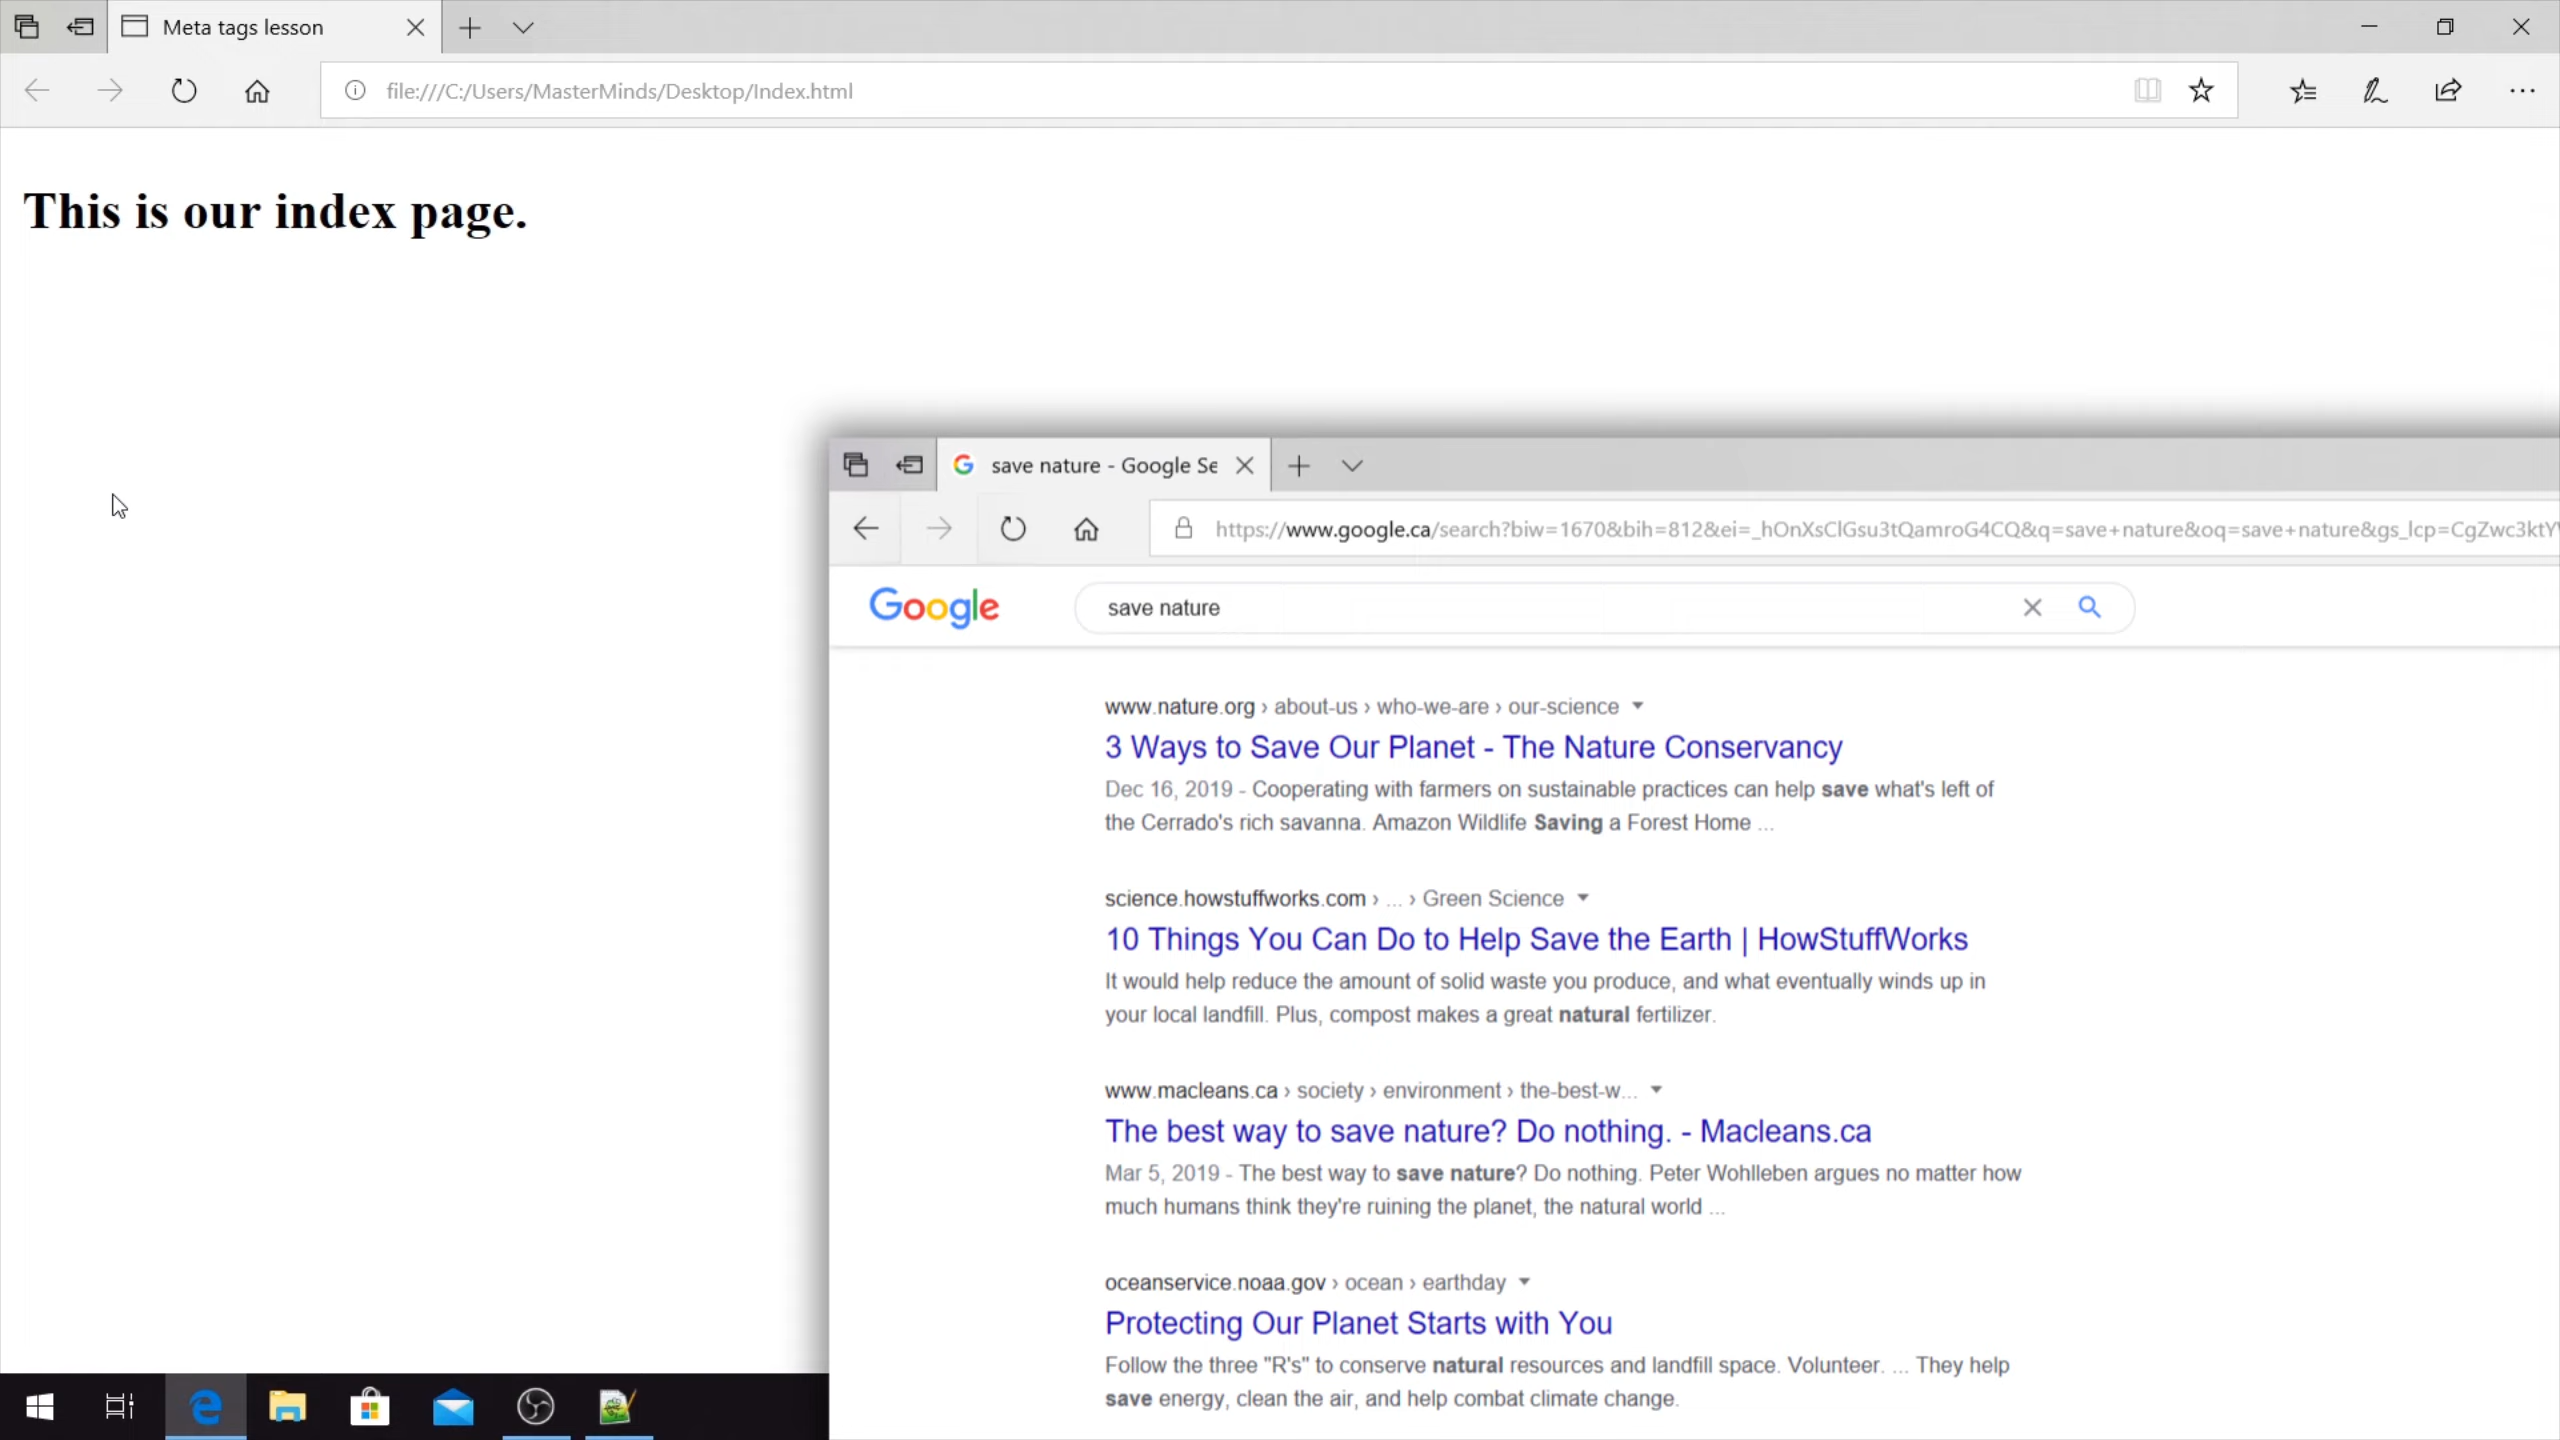 Meta tags lesson
file:///C:/Users/MasterMinds/Desktop/Index.html
This is our index page.
save nature - Google Se
https://www.google.ca/search?biw=1670&bih=812&ei=_hOnXsClGsu3tQamroG4CQ&q=save+nature&oq=save+nature&gs_lcp=CgZwc3ktY
Google
save nature
www.nature.org › about-us › who-we-are › our-science
3 Ways to Save Our Planet - The Nature Conservancy
Dec 16, 2019 - Cooperating with farmers on sustainable practices can help save what's left of
the Cerrado's rich savanna. Amazon Wildlife Saving a Forest Home ...
science.howstuffworks.com › ... › Green Science
10 Things You Can Do to Help Save the Earth | HowStuffWorks
It would help reduce the amount of solid waste you produce, and what eventually winds up in
your local landfill. Plus, compost makes a great natural fertilizer.
www.macleans.ca › society › environment › the-best-w...
The best way to save nature? Do nothing. - Macleans.ca
Mar 5, 2019 - The best way to save nature? Do nothing. Peter Wohlleben argues no matter how
much humans think they're ruining the planet, the natural world ...
oceanservice.noaa.gov › ocean › earthday
Protecting Our Planet Starts with You
Follow the three "R's" to conserve natural resources and landfill space. Volunteer. ... They help
save energy, clean the air, and help combat climate change.